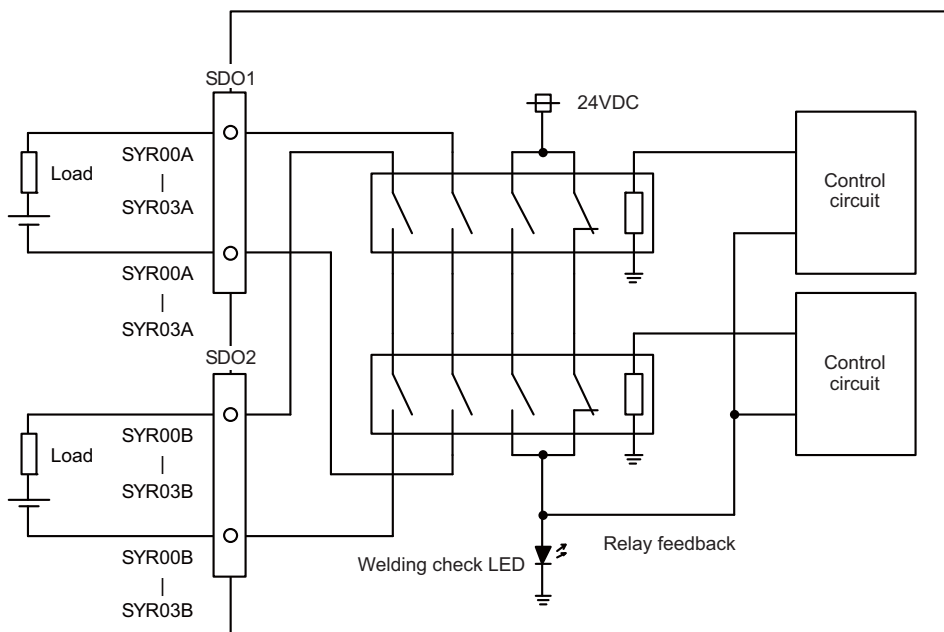 SDO1
24VDC
SYR00A
|
SYR03A
Load
Control
circuit
SYR00A
|
SYR03A
SDO2
Control
circuit
SYR00B
|
SYR03B
Load
Relay feedback
Welding check LED
SYR00B
|
SYR03B